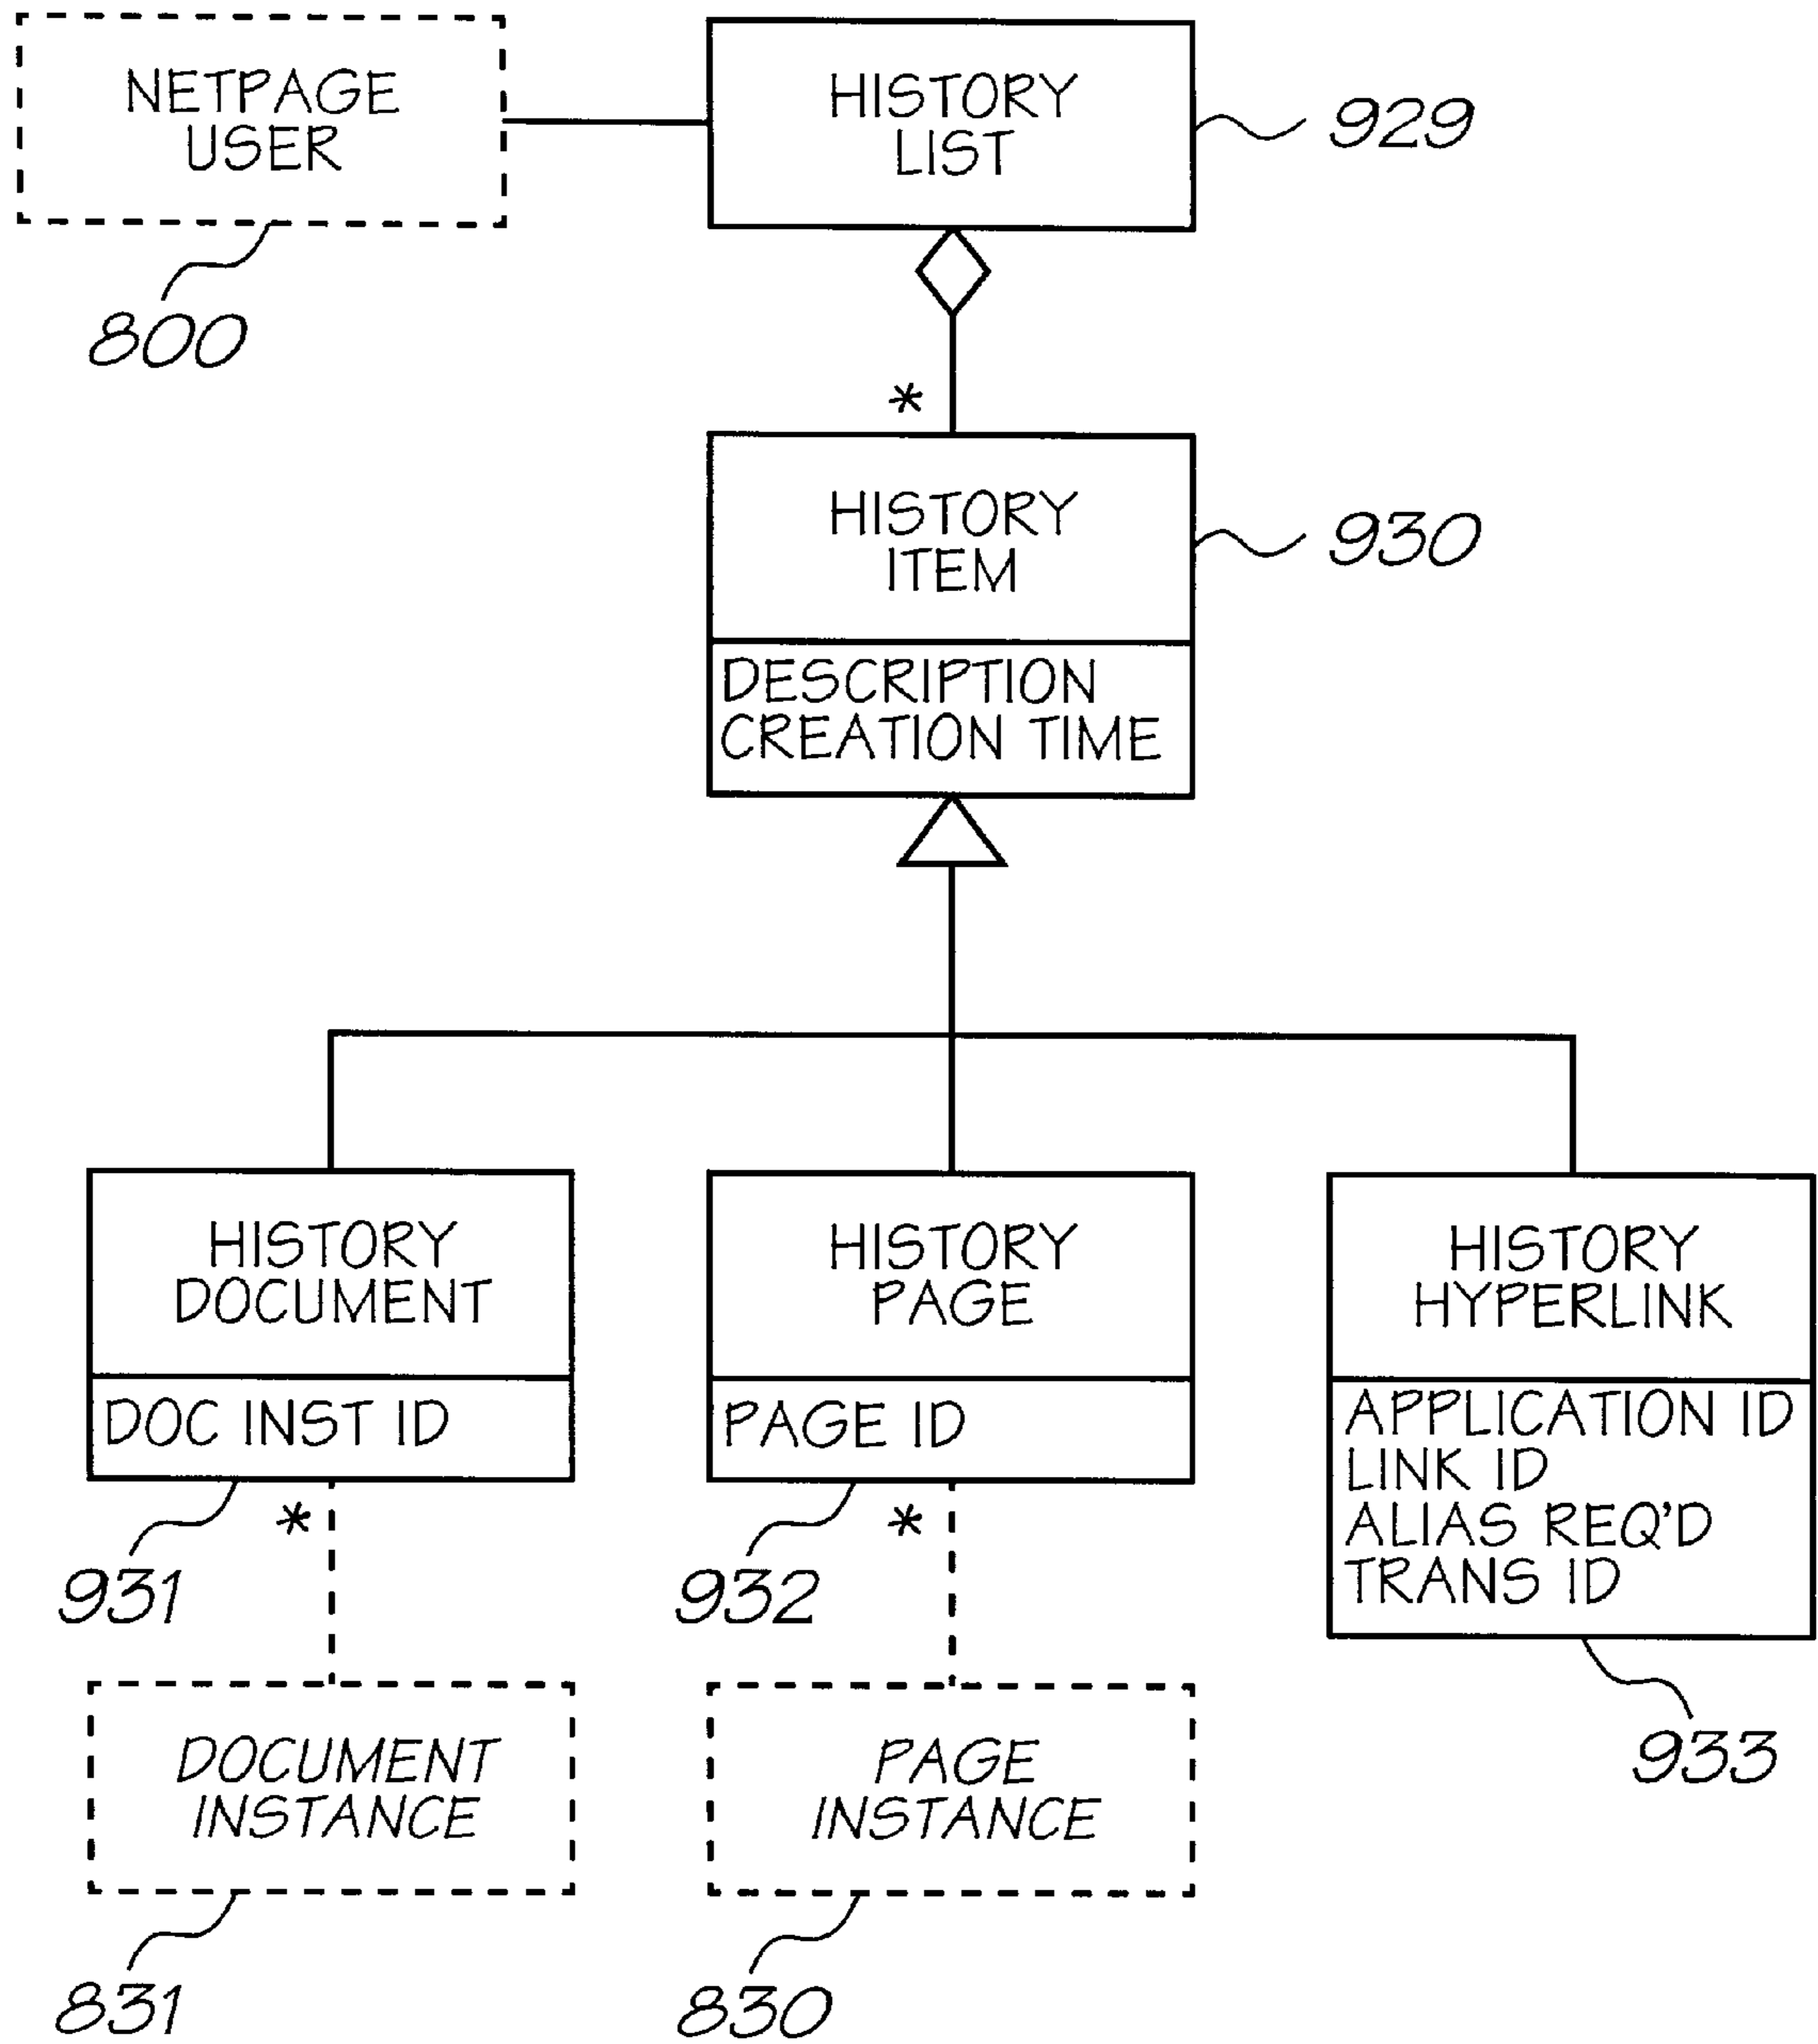 NETPAGE
USER
800
HISTORY
LIST
929
*
HISTORY
ITEM
930
DESCRIPTION
CREATION TIME
HISTORY
DOCUMENT
DOC INST ID
931
*
HISTORY
PAGE
PAGE ID
932
*
HISTORY
HYPERLINK
APPLICATION ID
LINK ID
ALIAS REQ'D
TRANS ID
933
DOCUMENT
INSTANCE
831
PAGE
INSTANCE
830